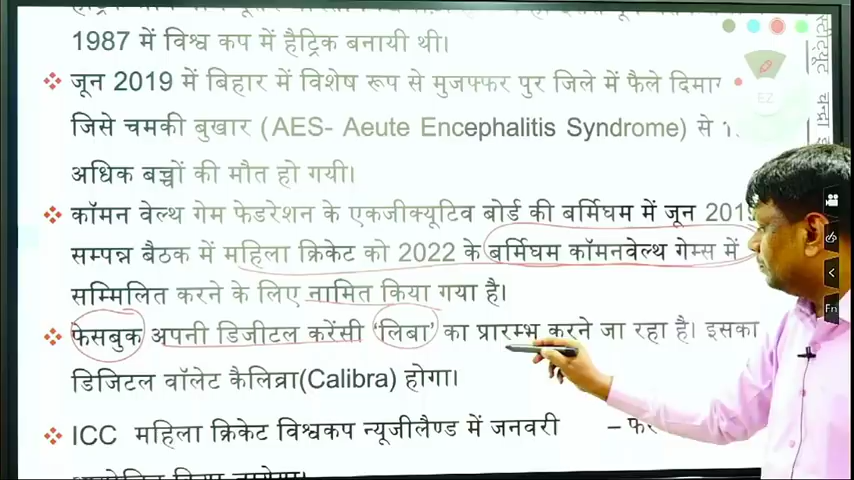 1987 में विश्व कप में हैट्रिक बनायी थी।
जून 2019 में बिहार में विशेष रूप से मुजफ्फर पुर जिले में फैले
जिसे चमकी बुखार (AES- Aeute Encephalitis Syndrome) से
अधिक बच्चों की मौत हो गयी।
कॉमन वेल्थ गेम फेडरेशन के एकजीक्यूटिव बोर्ड की बर्मिघम में जून
सम्पन्न बैठक में महिला क्रिकेट को 2022 के बर्मिघम कॉमनवेल्थ गेम्स में
सम्मिलित करने के लिए नामित किया गया है।
फेसबुक अपनी डिजीटल करेंसी 'लिबा' का प्रारम्भ करने जा रहा है। इसका
डिजिटल वॉलेट कैलिव्रा(Calibra) होगा।
ICC महिला क्रिकेट विश्वकप न्यूजीलैण्ड में जनवरी –
EZ
Fn